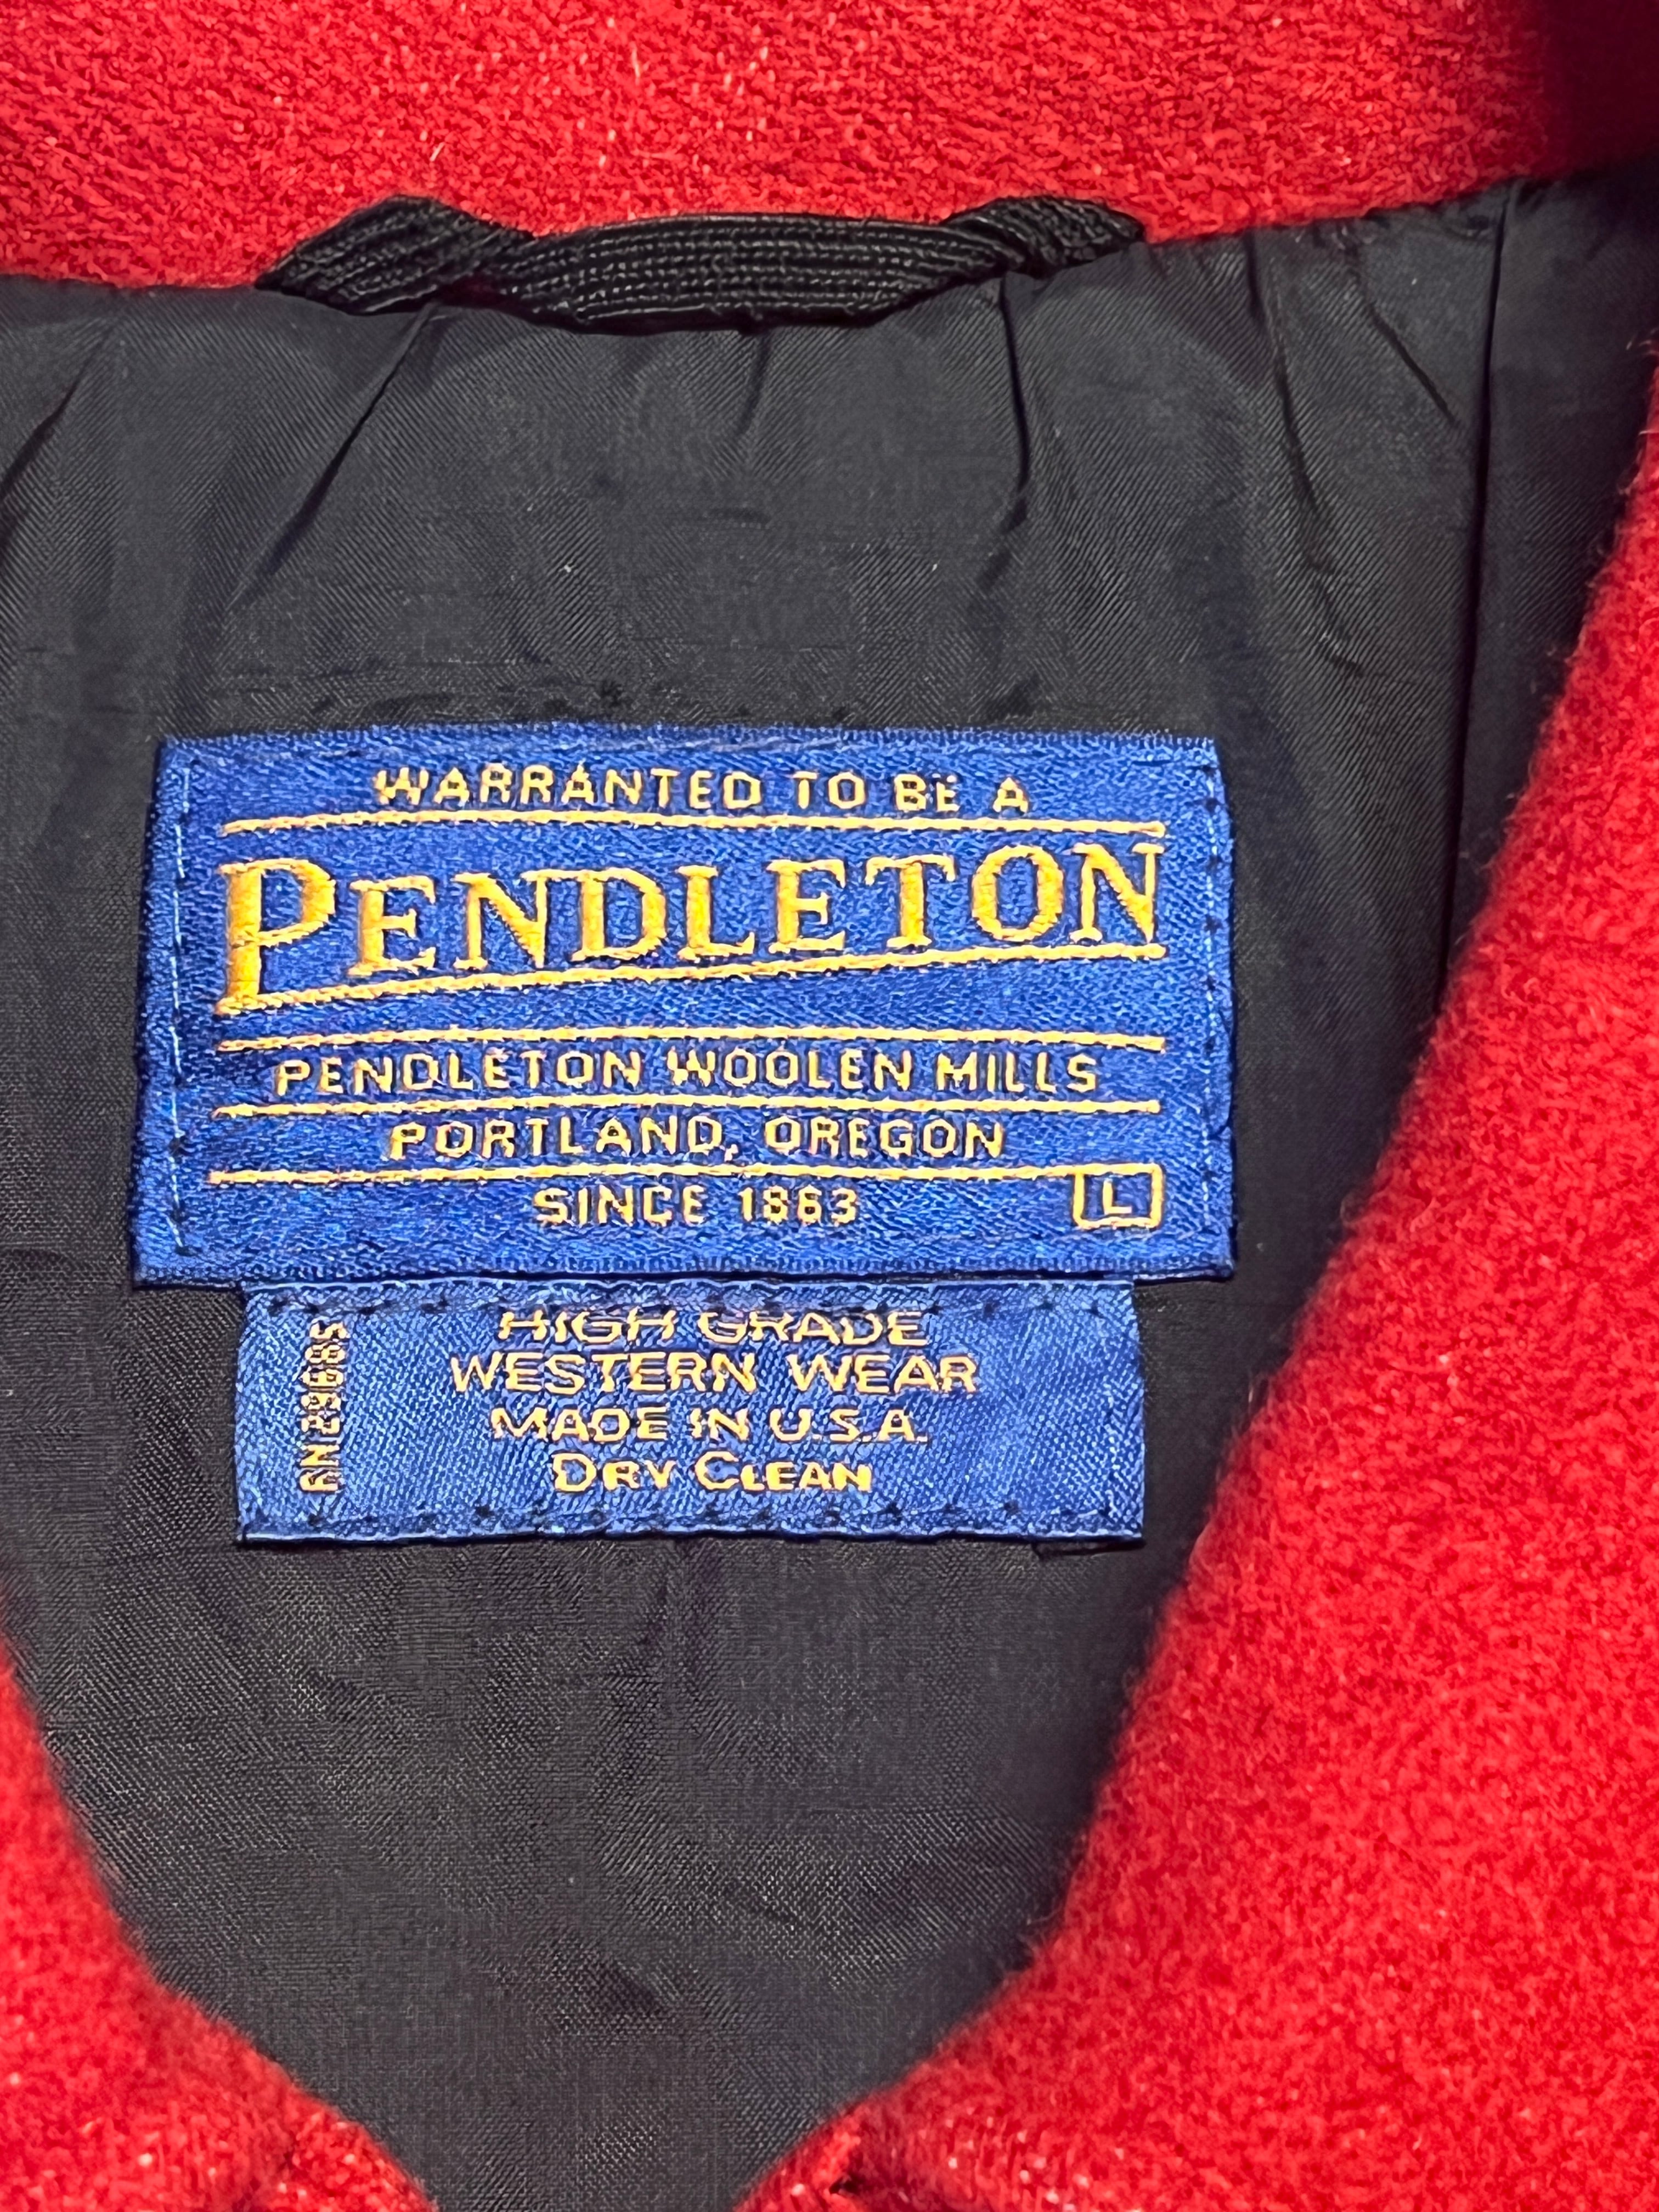 WARRANTED TO BE A
PENDLETON
PENDLETON WOOLEN MILLS
PORTLAND, OREGON
SINCE 1863
L
RN 29685
HIGH GRADE
WESTERN WEAR
MADE IN U.S.A.
DRY CLEAN